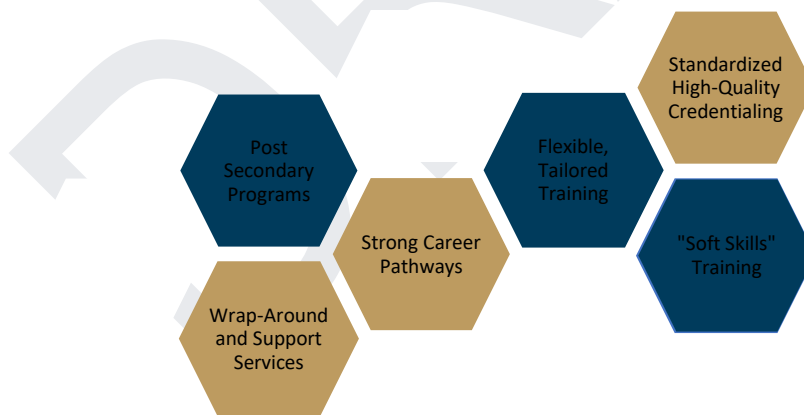 Standardized
High-Quality
Credentialing
Post
Secondary
Programs
Flexible,
Tailored
Training
Strong Career
Pathways
"Soft Skills"
Training
Wrap-Around
and Support
Services